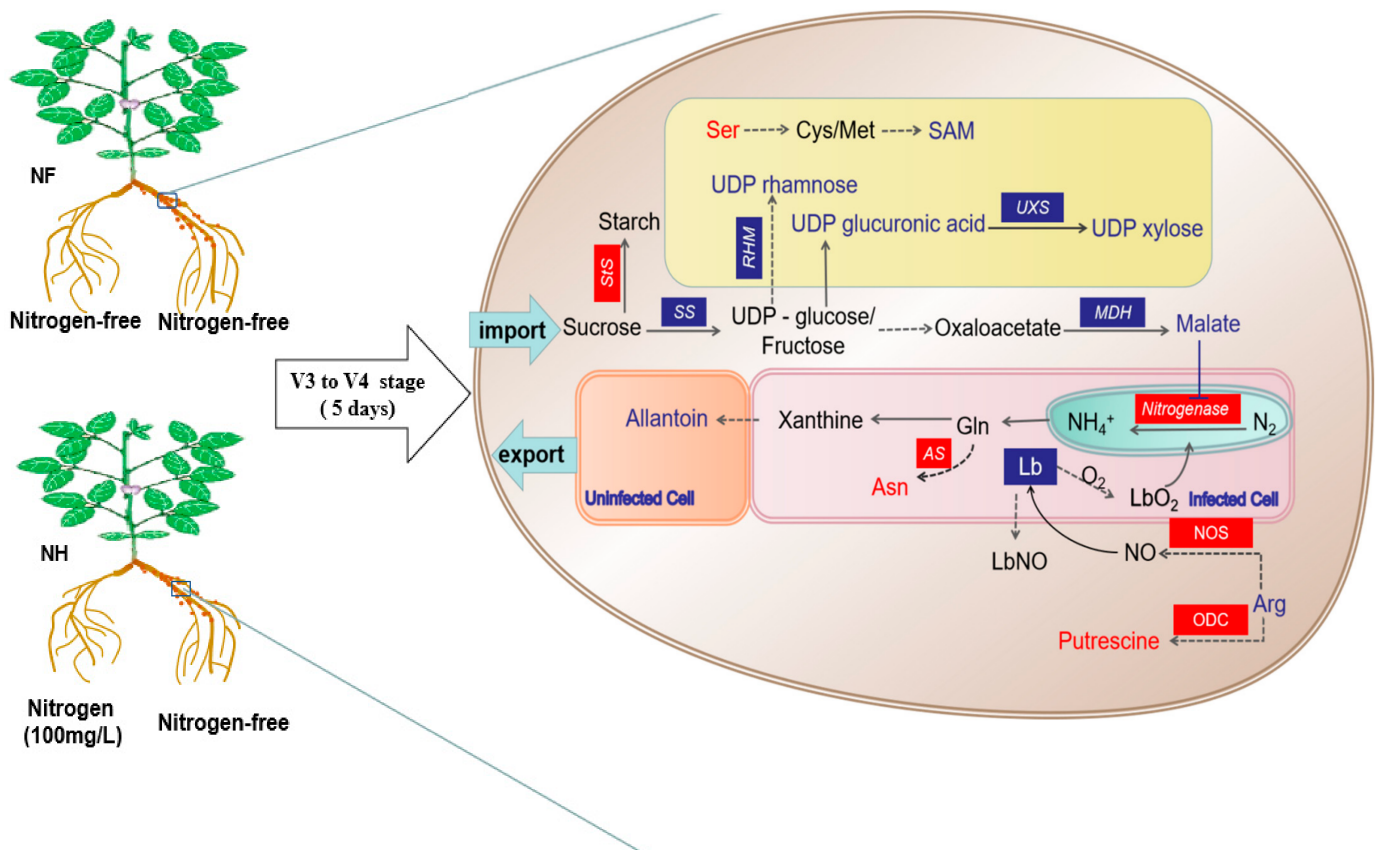 NF
Nitrogen-free
Nitrogen-free
V3 to V4 stage
( 5 days)
NH
Nitrogen
(100mg/L)
Nitrogen-free
Ser
Cys/Met
SAM
UDP rhamnose
UDP glucuronic acid
UXS
UDP xylose
RHM
Starch
StS
import
Sucrose
SS
UDP - glucose/
Fructose
Oxaloacetate
MDH
Malate
export
Allantoin
Uninfected Cell
Xanthine
Gln
AS
Asn
NH₄⁺
Nitrogenase
N₂
Lb
O₂
LbO₂
Infected Cell
LbNO
NO
NOS
Arg
ODC
Putrescine